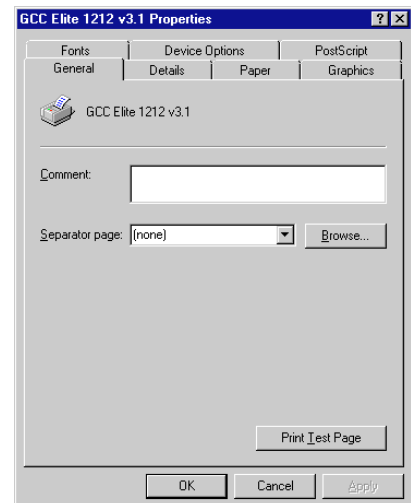 GCC Elite 1212 v3.1 Properties
Fonts Device Options PostScript
General Details Paper Graphics
GCC Elite 1212 v3.1
Comment:
Separator page: (none) Browse...
Print Test Page
OK Cancel Apply